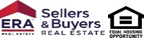 ERA
REAL ESTATE
Sellers
& Buyers
REAL ESTATE
EQUAL HOUSING
OPPORTUNITY